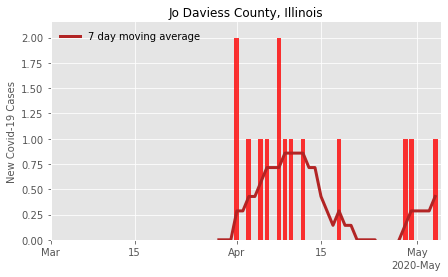 Jo Daviess County, Illinois
7 day moving average
New Covid-19 Cases
2.00
1.75
1.50
1.25
1.00
0.75
0.50
0.25
0.00
Mar 15 Apr 15 May
2020-May